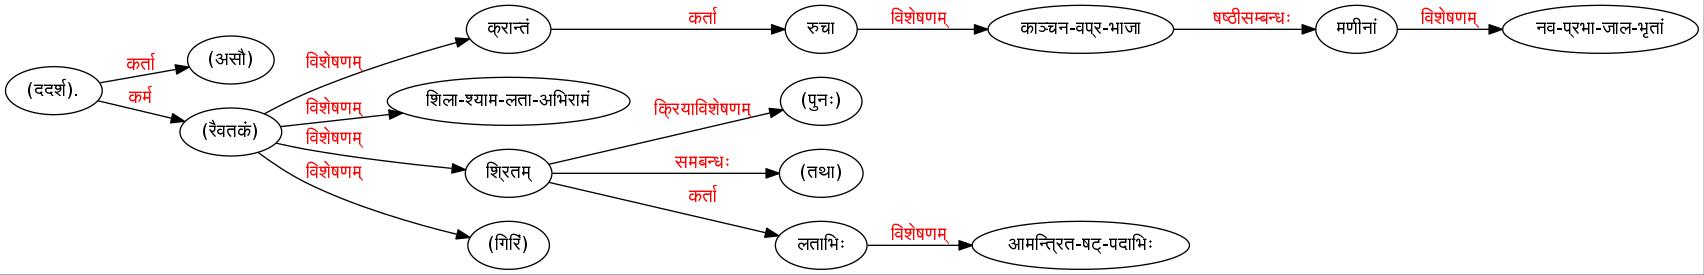 (ददर्श).
कर्ता
(असौ)
कर्म
(रैवतकं)
विशेषणम्
क्रान्तं
कर्ता
रुचा
विशेषणम्
काञ्चन-वप्र-भाजा
षष्ठीसम्बन्धः
मणीनां
विशेषणम्
नव-प्रभा-जाल-भृतां
विशेषणम्
शिला-श्याम-लता-अभिरामं
विशेषणम्
श्रितम्
क्रियाविशेषणम्
(पुनः)
समबन्धः
(तथा)
कर्ता
लताभिः
विशेषणम्
आमन्त्रित-षट्-पदाभिः
विशेषणम्
(गिरिं)